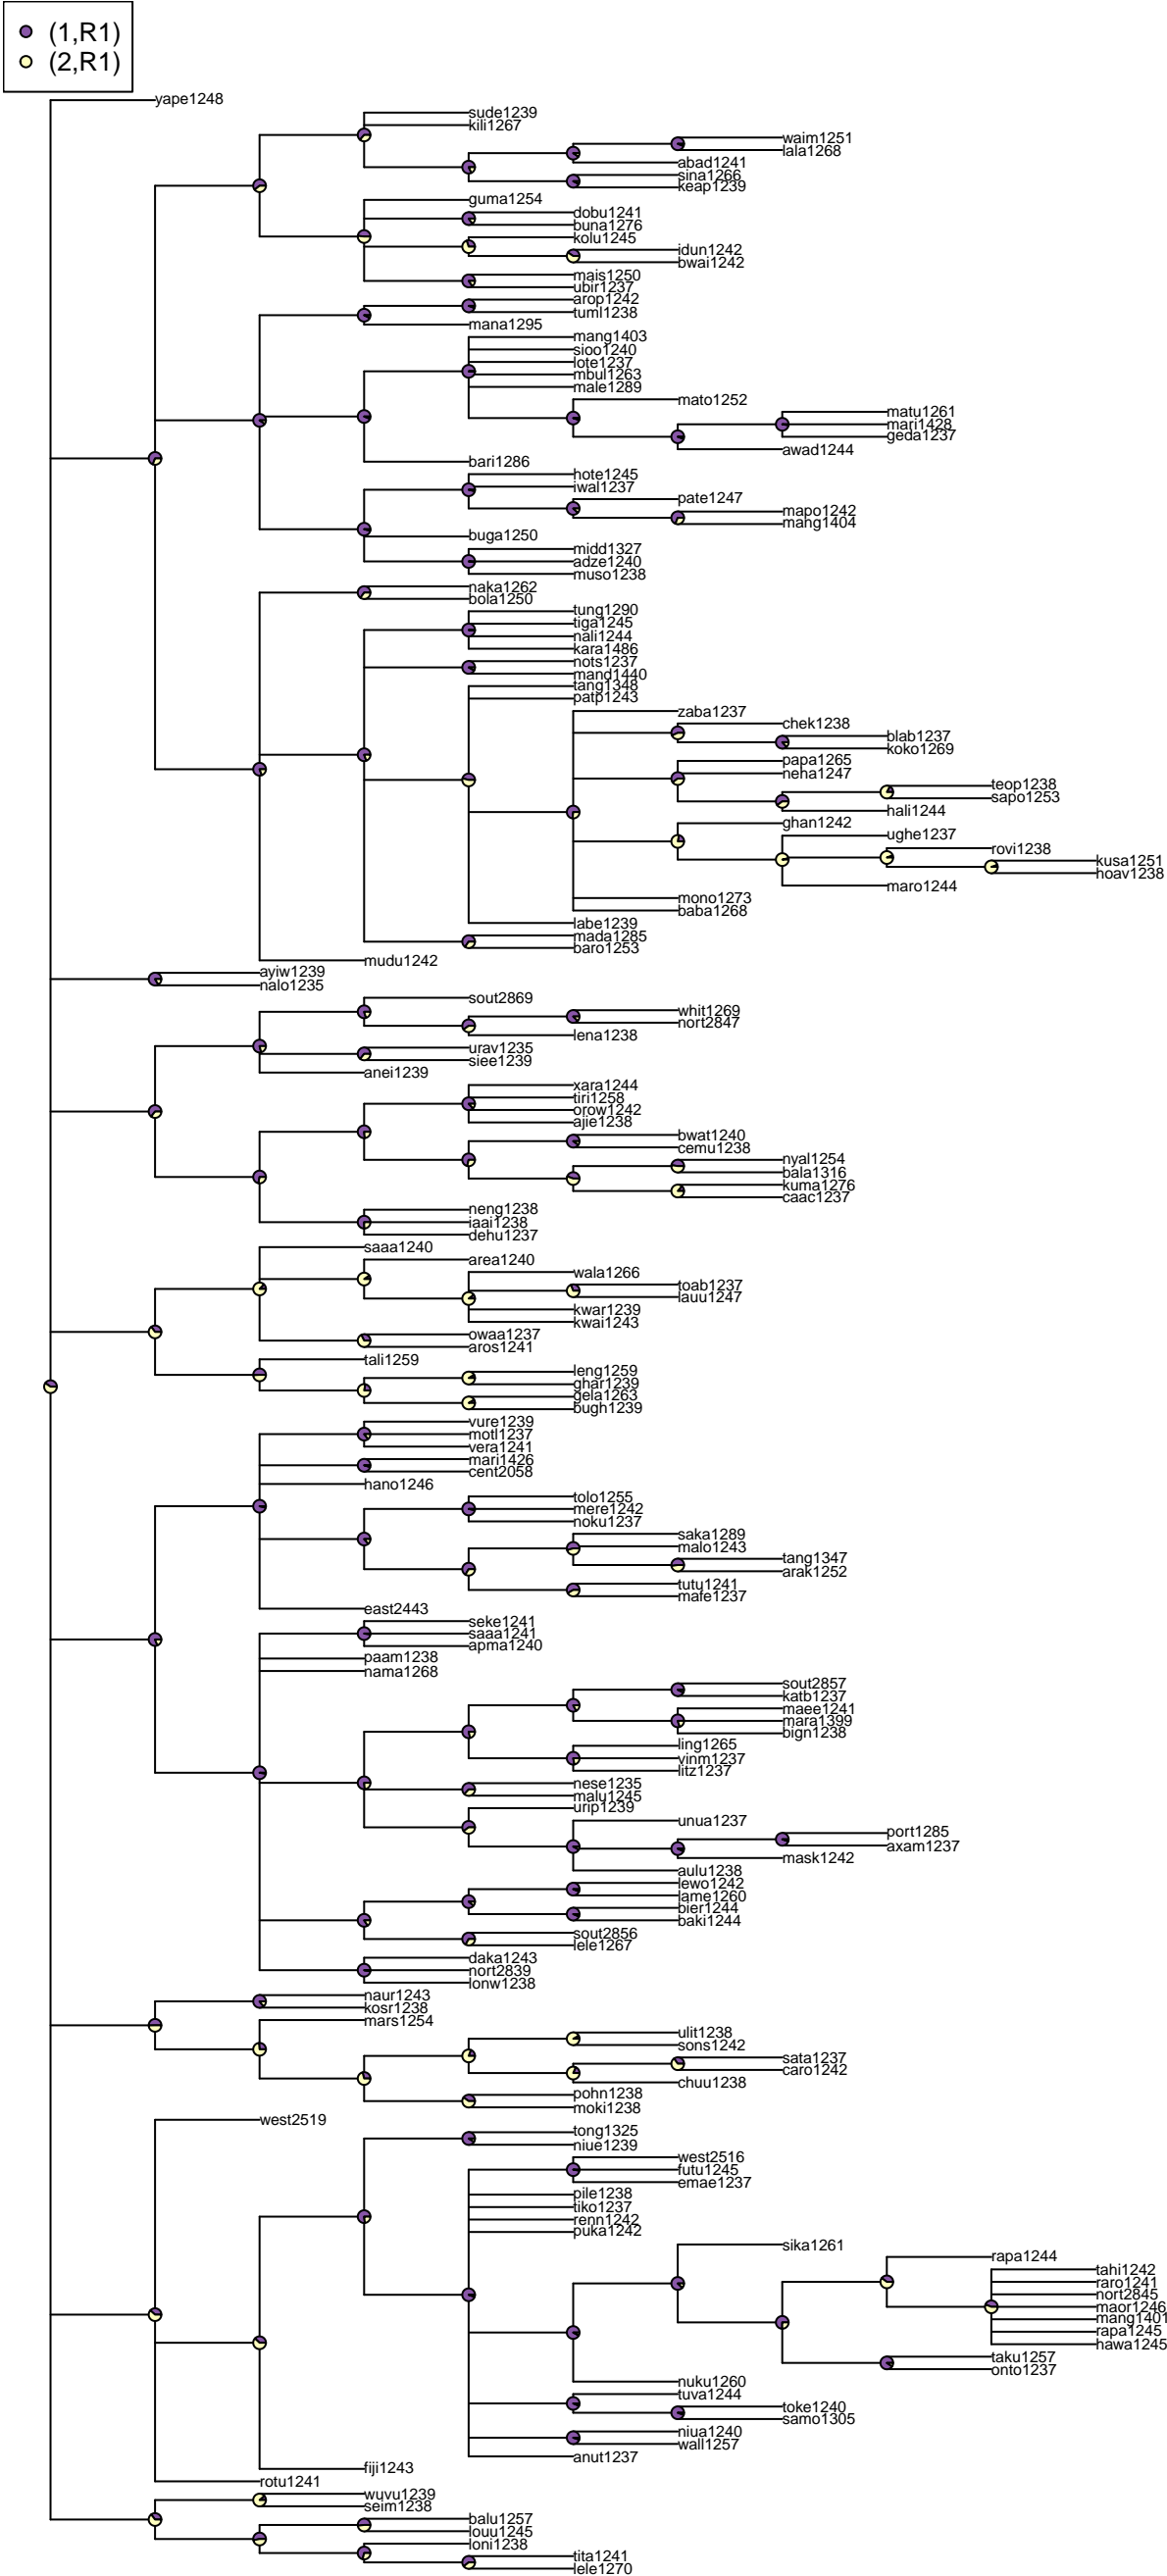 (1,R1)
(2,R1)
yape1248
sude1239
kili1267
waim1251
lala1268
abad1241
sina1266
keap1239
guma1254
dobu1241
buna1276
kolu1245
idun1242
bwai1242
mais1250
ubir1237
arop1242
tuml1238
mana1295
mang1403
sioo1240
lote1237
mbul1263
male1289
mato1252
matu1261
mari1428
geda1237
awad1244
bari1286
hote1245
iwal1237
pate1247
mapo1242
mang1404
buga1250
midd1327
adze1240
muso1238
naka1262
bola1250
tung1290
tiga1245
nali1244
kara1486
nots1237
mand1440
tang1348
patp1243
zaba1237
chek1238
blab1237
koko1269
papa1265
neha1247
teop1238
sapo1253
hali1244
ghan1242
ughe1237
rovi1238
kusa1251
hoav1238
maro1244
mono1273
baba1268
labe1239
mada1285
baro1253
mudu1242
ayiw1239
nalo1235
sout2869
whit1269
nort2847
lena1238
urav1235
siee1239
anei1239
xara1244
tiri1258
orow1242
ajie1238
bwat1240
cemu1238
nyal1254
bala1316
kuma1276
caac1237
neng1238
iaai1238
dehu1237
saaa1240
area1240
wala1266
toab1237
lauu1247
kwar1239
kwai1243
owaa1237
aros1241
tali1259
leng1259
ghar1239
gela1263
bugh1239
vure1239
motl1237
vera1241
mari1426
cent2058
hano1246
tolo1255
mere1242
noku1237
saka1289
malo1243
tang1347
arak1252
tutu1241
mafe1237
east2443
seke1241
saaa1241
apma1240
paam1238
nama1268
sout2857
katb1237
maee1241
mara1399
bign1238
ling1265
vinm1237
litz1237
nese1235
malu1245
urip1239
unua1237
port1285
axam1237
mask1242
aulu1238
lewo1242
lame1260
bier1244
baki1244
sout2856
lele1267
daka1243
nort2839
lonw1238
naur1243
kosr1238
mars1254
ulit1238
sons1242
sata1237
caro1242
chuu1238
pohn1238
moki1238
west2519
tong1325
niue1239
west2516
futu1245
emae1237
pile1238
tiko1237
renn1242
puka1242
sika1261
rapa1244
tahi1242
raro1241
nort2845
maor1246
mang1401
rapa1245
hawa1245
taku1257
onto1237
nuku1260
tuva1244
toke1240
samo1305
niua1240
wall1257
anut1237
fiji1243
rotu1241
wuvu1239
seim1238
balu1257
louu1245
loni1238
tita1241
lele1270